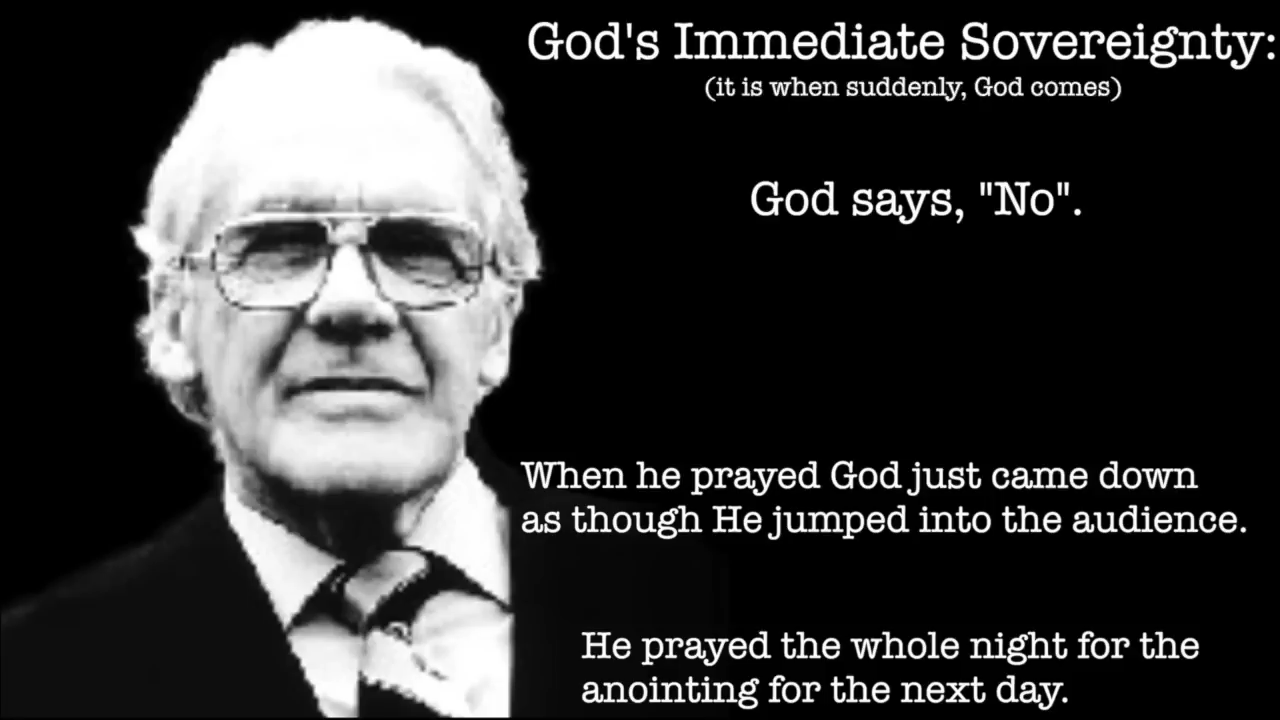 God's Immediate Sovereignty:
(it is when suddenly, God comes)
God says, "No".
When he prayed God just came down
as though He jumped into the audience.
He prayed the whole night for the
anointing for the next day.